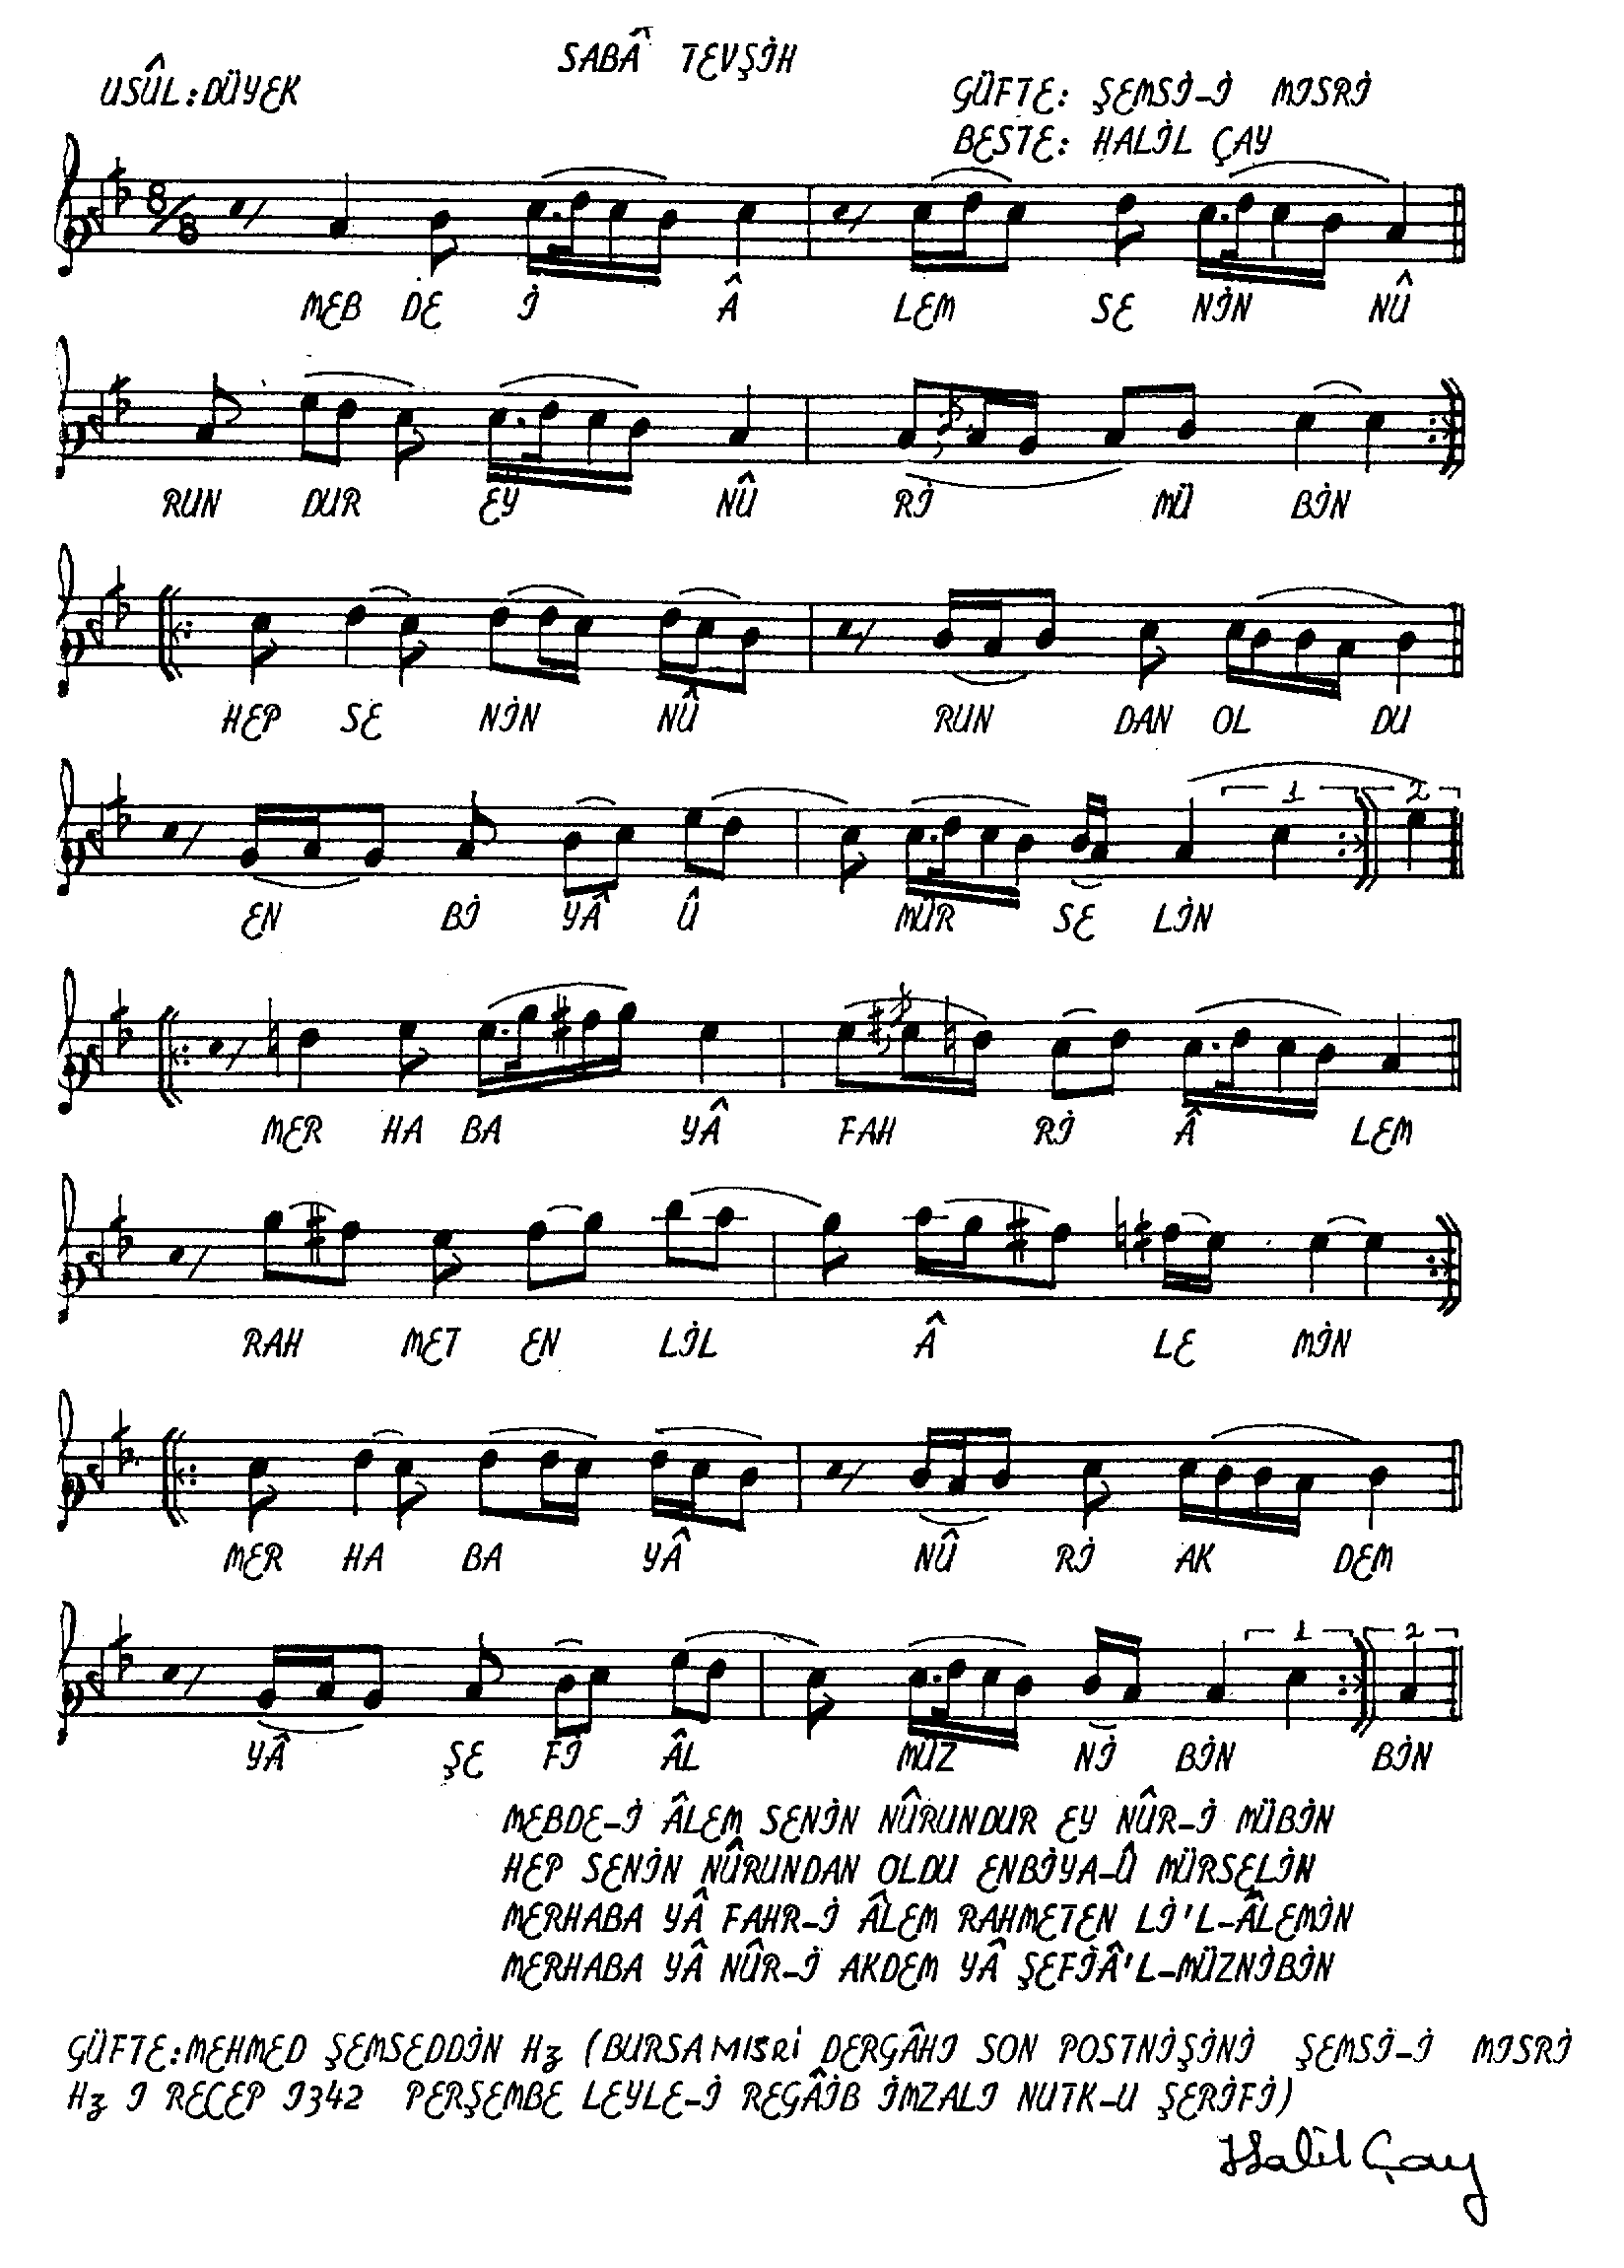 SABÂ TEVŞİH
USÛL:DÜYEK
GÜFTE: ŞEMSİ-İ MISRİ
BESTE: HALİL ÇAY
8/8
MEB DE İ Â LEM SE NİN NÛ
RUN DUR EY NÛ Rİ MÜ BİN
HEP SE NİN NÛ RUN DAN OL DU
1 2
EN Bİ YÂ Û MÜR SE LİN
MER HA BA YÂ FAH Rİ Â LEM
RAH MET EN LİL Â LE MİN
MER HA BA YÂ NÛ Rİ AK DEM
1 2
YÂ ŞE Fİ ÂL MÜZ Nİ BİN BİN
MEBDE-İ ÂLEM SENİN NÛRUNDUR EY NÛR-İ MÜBİN
HEP SENİN NÛRUNDAN OLDU ENBİYA-Û MÜRSELİN
MERHABA YÂ FAHR-İ ÂLEM RAHMETEN Lİ'L-ÂLEMİN
MERHABA YÂ NÛR-İ AKDEM YÂ ŞEFİÂ'L-MÜZNİBİN
GÜFTE:MEHMED ŞEMSEDDİN Hz (BURSA MISRİ DERGÂHI SON POSTNİŞİNİ ŞEMSİ-İ MISRİ
Hz I RECEP I342 PERŞEMBE LEYLE-İ REGÂİB İMZALI NUTK-U ŞERİFİ)
Halil Çay